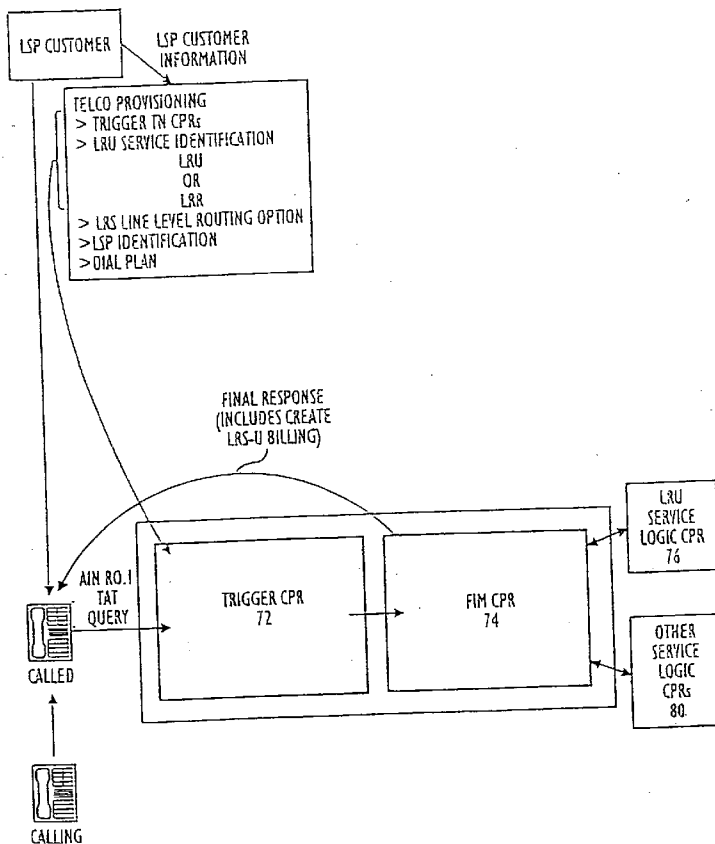 LSP CUSTOMER
LSP CUSTOMER
INFORMATION
TELCO PROVISIONING
> TRIGGER TN CPRs
> LRU SERVICE IDENTIFICATION
LRU
OR
LRR
> LRS LINE LEVEL ROUTING OPTION
>LSP IDENTIFICATION
>DIAL PLAN
FINAL RESPONSE
(INCLUDES CREATE
LRS-U BILLING)
AIN RO.1
TAT
QUERY
TRIGGER CPR
72
FIM CPR
74
LRU
SERVICE
LOGIC CPR
76
OTHER
SERVICE
LOGIC
CPRs
80
CALLED
CALLING